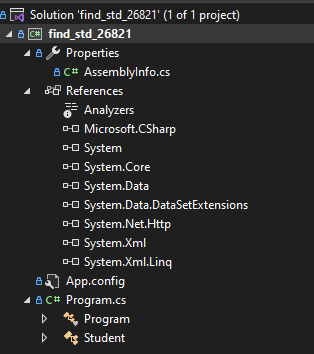 Solution 'find_std_26821' (1 of 1 project)
find_std_26821
Properties
AssemblyInfo.cs
References
Analyzers
Microsoft.CSharp
System
System.Core
System.Data
System.Data.DataSetExtensions
System.Net.Http
System.Xml
System.Xml.Linq
App.config
C# Program.cs
Program
Student